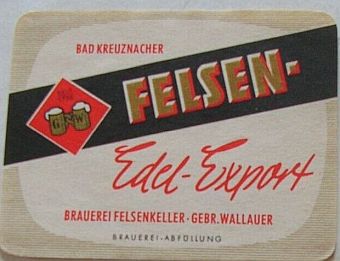 BAD KREUZNACHER
FELSEN-
G W
Edel-Export
BRAUEREI FELSENKELLER · GEBR. WALLAUER
BRAUEREI-ABFÜLLUNG